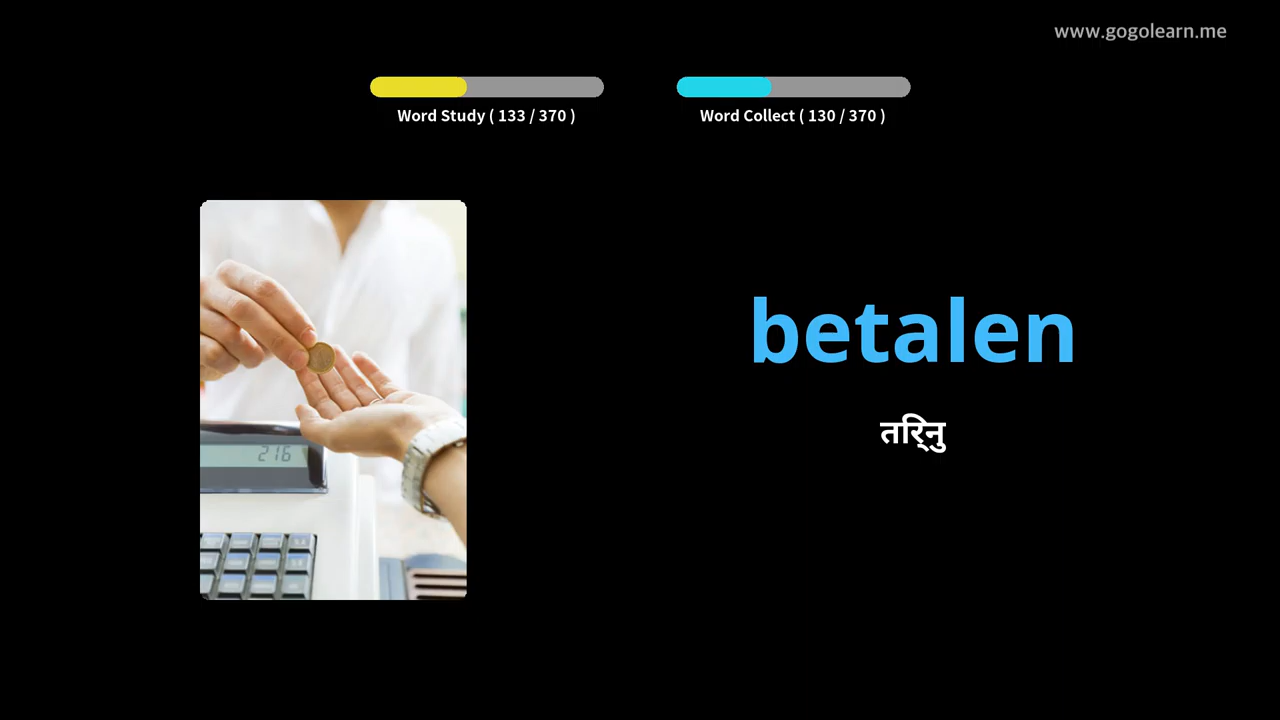 www.gogolearn.me
Word Study ( 133 / 370 )
Word Collect ( 130 / 370 )
betalen
तिर्नु
216